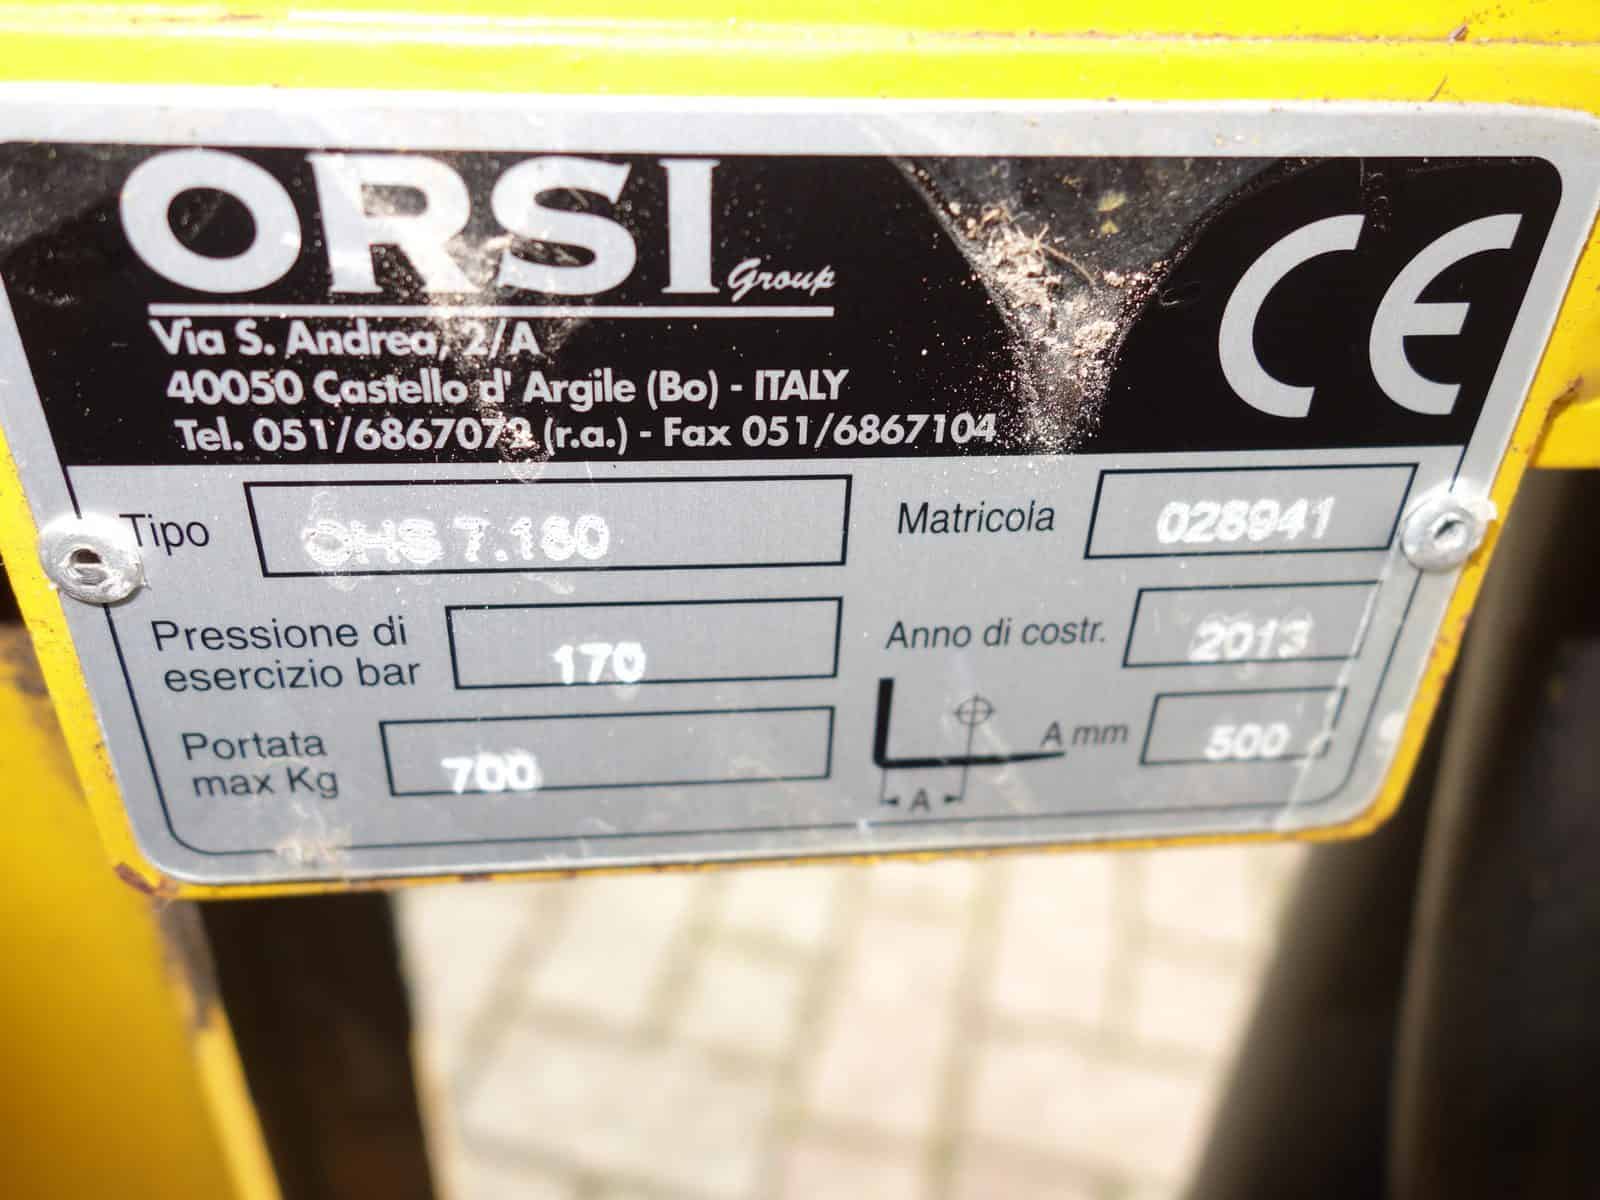 ORSI Group
CE
Via S. Andrea, 2/A
40050 Castello d' Argile (Bo) - ITALY
Tel. 051/6867072 (r.a.) - Fax 051/6867104
Tipo OHS 7.180
Matricola 028941
Pressione di
esercizio bar 170
Anno di costr. 2013
Portata
max Kg 700
A mm 500
A